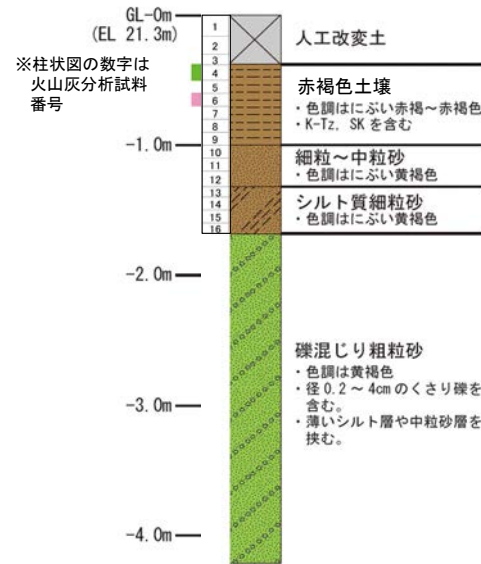 GL-0m
(EL 21.3m)
※柱状図の数字は
火山灰分析試料
番号
1
2
3
4
5
6
7
8
9
10
11
12
13
14
15
16
人工改変土
赤褐色土壌
・色調はにぶい赤褐～赤褐色
・K-Tz, SKを含む
-1.0m
細粒～中粒砂
・色調はにぶい黄褐色
シルト質細粒砂
・色調はにぶい黄褐色
-2.0m
礫混じり粗粒砂
・色調は黄褐色
・径0.2～4cmのくさり礫を
含む。
・薄いシルト層や中粒砂層を
挟む。
-3.0m
-4.0m